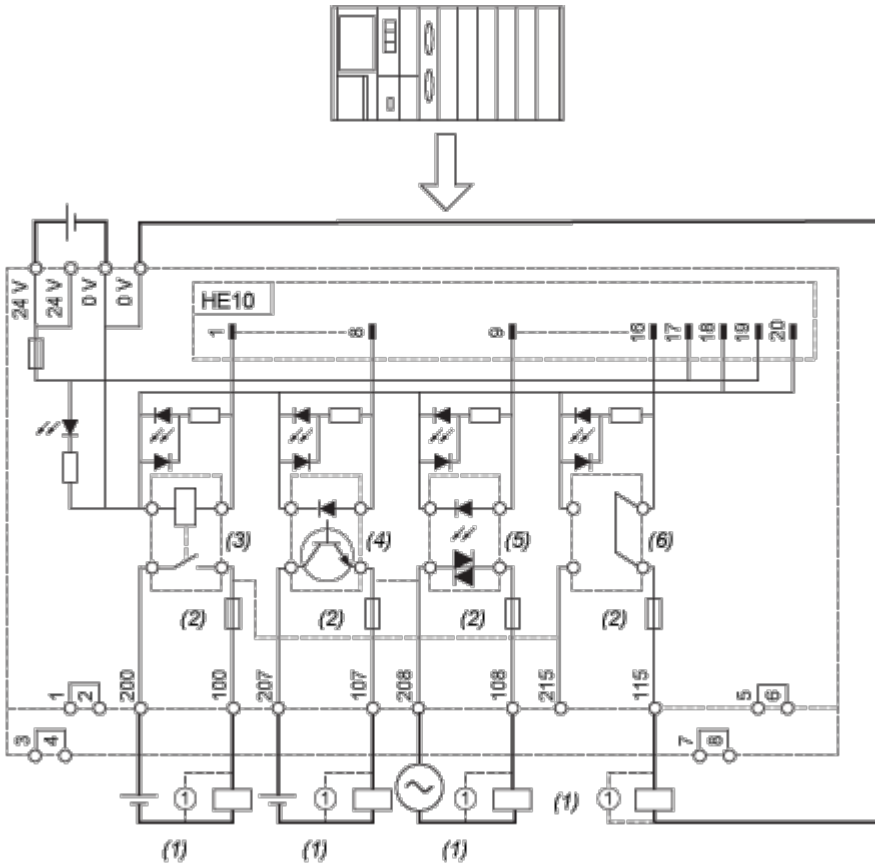 24 V 24 V 0 V 0 V
HE10
1 8 9 16 17 18 19 20
(3) (4) (5) (6)
(2) (2) (2) (2)
1 2 200 100 207 107 208 108 215 115 5 6
3 4 7 8
1 1 1 (1) 1
(1) (1) (1)